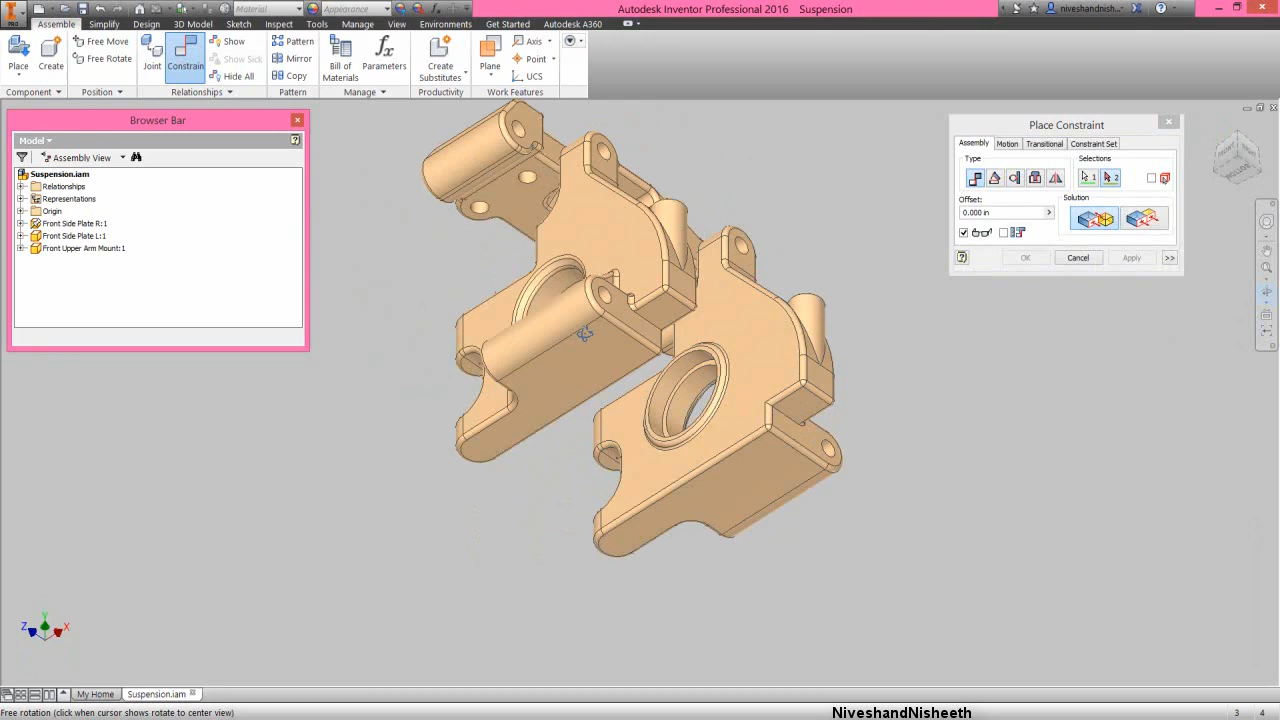 Autodesk Inventor Professional 2016 Suspension
niveshandnish...
Material
Appearance
PRO
Assemble Simplify Design 3D Model Sketch Inspect Tools Manage View Environments Get Started Autodesk A360
Place Create Free Move Free Rotate Joint Constrain Show Show Sick Hide All Pattern Mirror Copy Bill of Materials Parameters Create Substitutes Plane Axis Point UCS
Component Position Relationships Pattern Manage Productivity Work Features
Browser Bar
Model
Assembly View
Suspension.iam
Relationships
Representations
Origin
Front Side Plate R:1
Front Side Plate L:1
Front Upper Arm Mount:1
Place Constraint
Assembly Motion Transitional Constraint Set
Type Selections
1 2
Offset: Solution
0.000 in
OK Cancel Apply >>
Y
Z X
My Home Suspension.iam
Free rotation (click when cursor shows rotate to center view) 3 4
NiveshandNisheeth